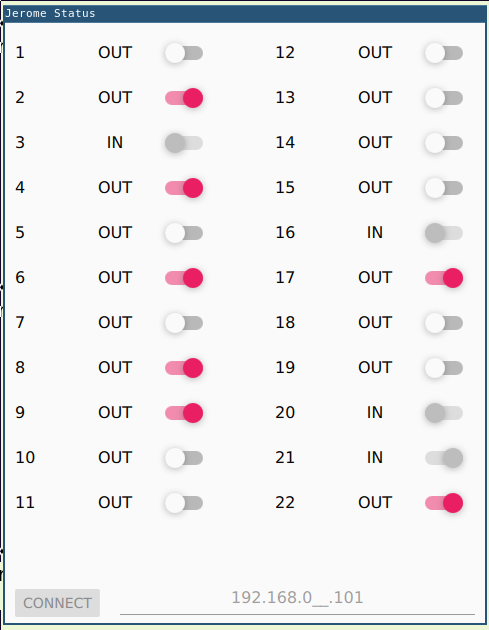 Jerome Status
1 OUT 12 OUT
2 OUT 13 OUT
3 IN 14 OUT
4 OUT 15 OUT
5 OUT 16 IN
6 OUT 17 OUT
7 OUT 18 OUT
8 OUT 19 OUT
9 OUT 20 IN
10 OUT 21 IN
11 OUT 22 OUT
CONNECT 192.168.0__.101